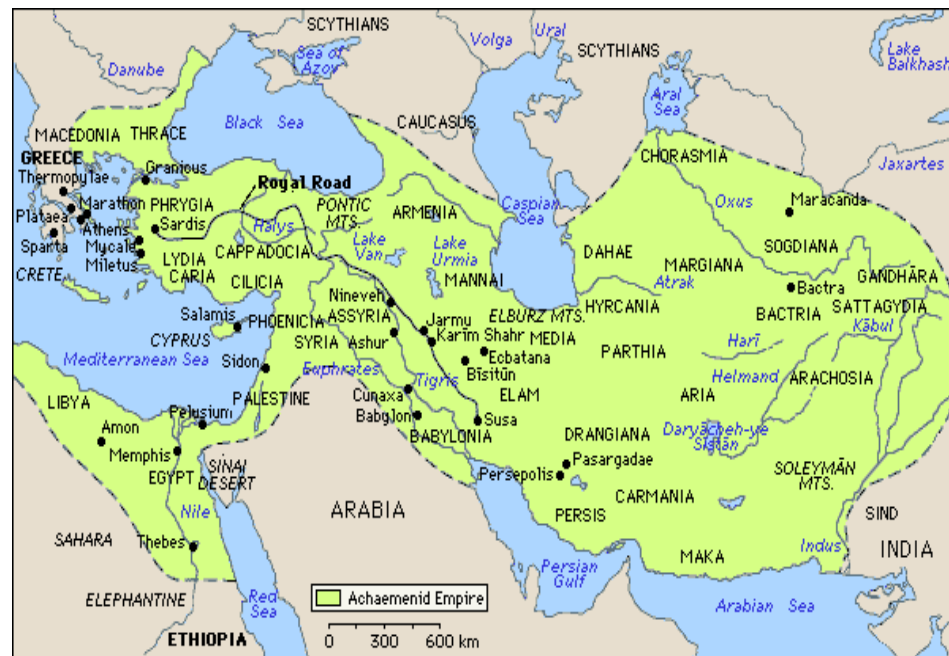 SCYTHIANS
Volga
Ural
SCYTHIANS
Lake
Balkhash
Sea of
Azov
Danube
Aral
Sea
Black Sea
CAUCASUS
MACEDONIA
THRACE
CHORASMIĀ
Jaxartes
GREECE
Thermopylae
Granious
Royal Road
Caspian
Sea
Oxus
Maracanda
Marathon
Plataea
Athens
Sparta
Mycale
Miletus
PHRYGIA
Sardis
Halys
PONTIC
MTS.
ARMENIA
Lake
Van
Lake
Urmia
MANNAI
DAHAE
MARGIANA
SOGDIANA
GANDHĀRA
CRETE
LYDIA
CARIA
CAPPADOCIA
CILICIA
Atrak
HYRCANIA
Bactra
BACTRIA
SATTAGYDIA
Kābul
Nineveh
ASSYRIA
Ashur
Jarmu
Karīm Shahr
ELBURZ MTS.
MEDIA
Ecbatana
Bīsitūn
PARTHIA
Harī
Salamis
CYPRUS
PHOENICIA
SYRIA
Mediterranean Sea
Sidon
Euphrates
Tigris
ELAM
ARIA
Helmand
ARACHOSIA
LIBYA
PALESTINE
Cunaxa
Babylon
BABYLONIA
Susa
DRANGIANA
Daryācheh-ye
Sīstān
Amon
Pelusium
Memphis
EGYPT
SINAI
DESERT
Pasargadae
Persepolis
SOLEYMĀN
MTS.
Nile
ARABIA
CARMANIA
PERSIS
SIND
SAHARA
Thebes
MAKA
Indus
INDIA
Persian
Gulf
ELEPHANTINE
Red
Sea
Achaemenid Empire
Arabian Sea
ETHIOPIA
0 300 600 km